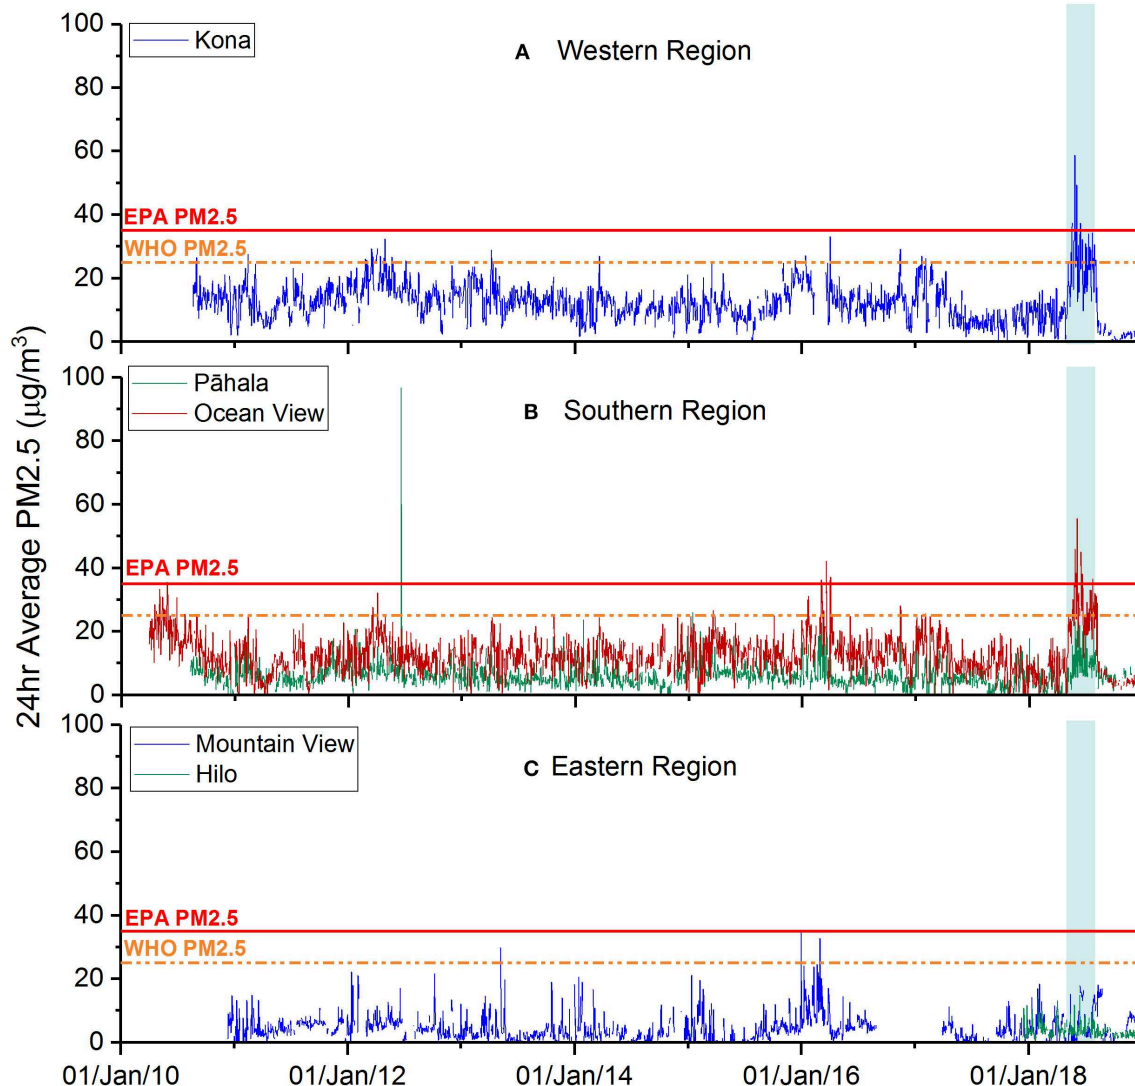 24hr Average PM2.5 (μg/m³)
100
80
60
40
20
0
Kona
A Western Region
EPA PM2.5
WHO PM2.5
100
80
60
40
20
0
Pāhala
Ocean View
B Southern Region
EPA PM2.5
100
80
60
40
20
0
Mountain View
Hilo
C Eastern Region
EPA PM2.5
WHO PM2.5
01/Jan/10 01/Jan/12 01/Jan/14 01/Jan/16 01/Jan/18